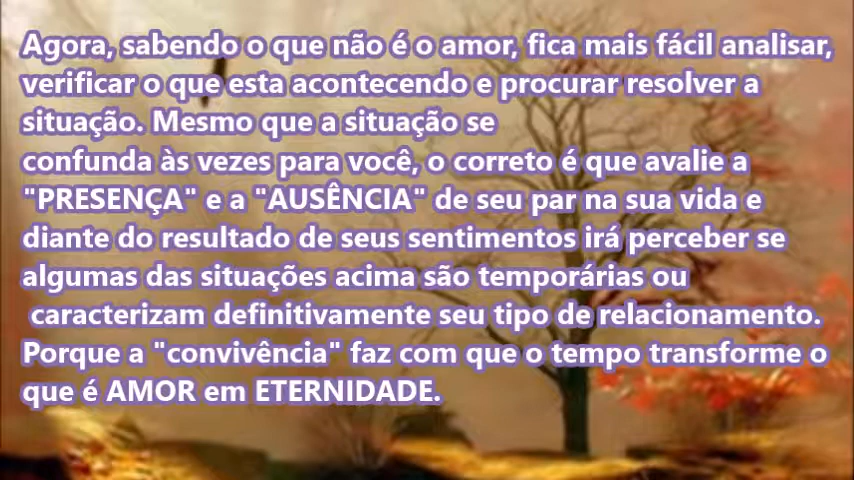 Agora, sabendo o que não é o amor, fica mais fácil analisar,
verificar o que esta acontecendo e procurar resolver a
situação. Mesmo que a situação se
confunda às vezes para você, o correto é que avalie a
"PRESENÇA" e a "AUSÊNCIA" de seu par na sua vida e
diante do resultado de seus sentimentos irá perceber se
algumas das situações acima são temporárias ou
caracterizam definitivamente seu tipo de relacionamento.
Porque a "convivência" faz com que o tempo transforme o
que é AMOR em ETERNIDADE.